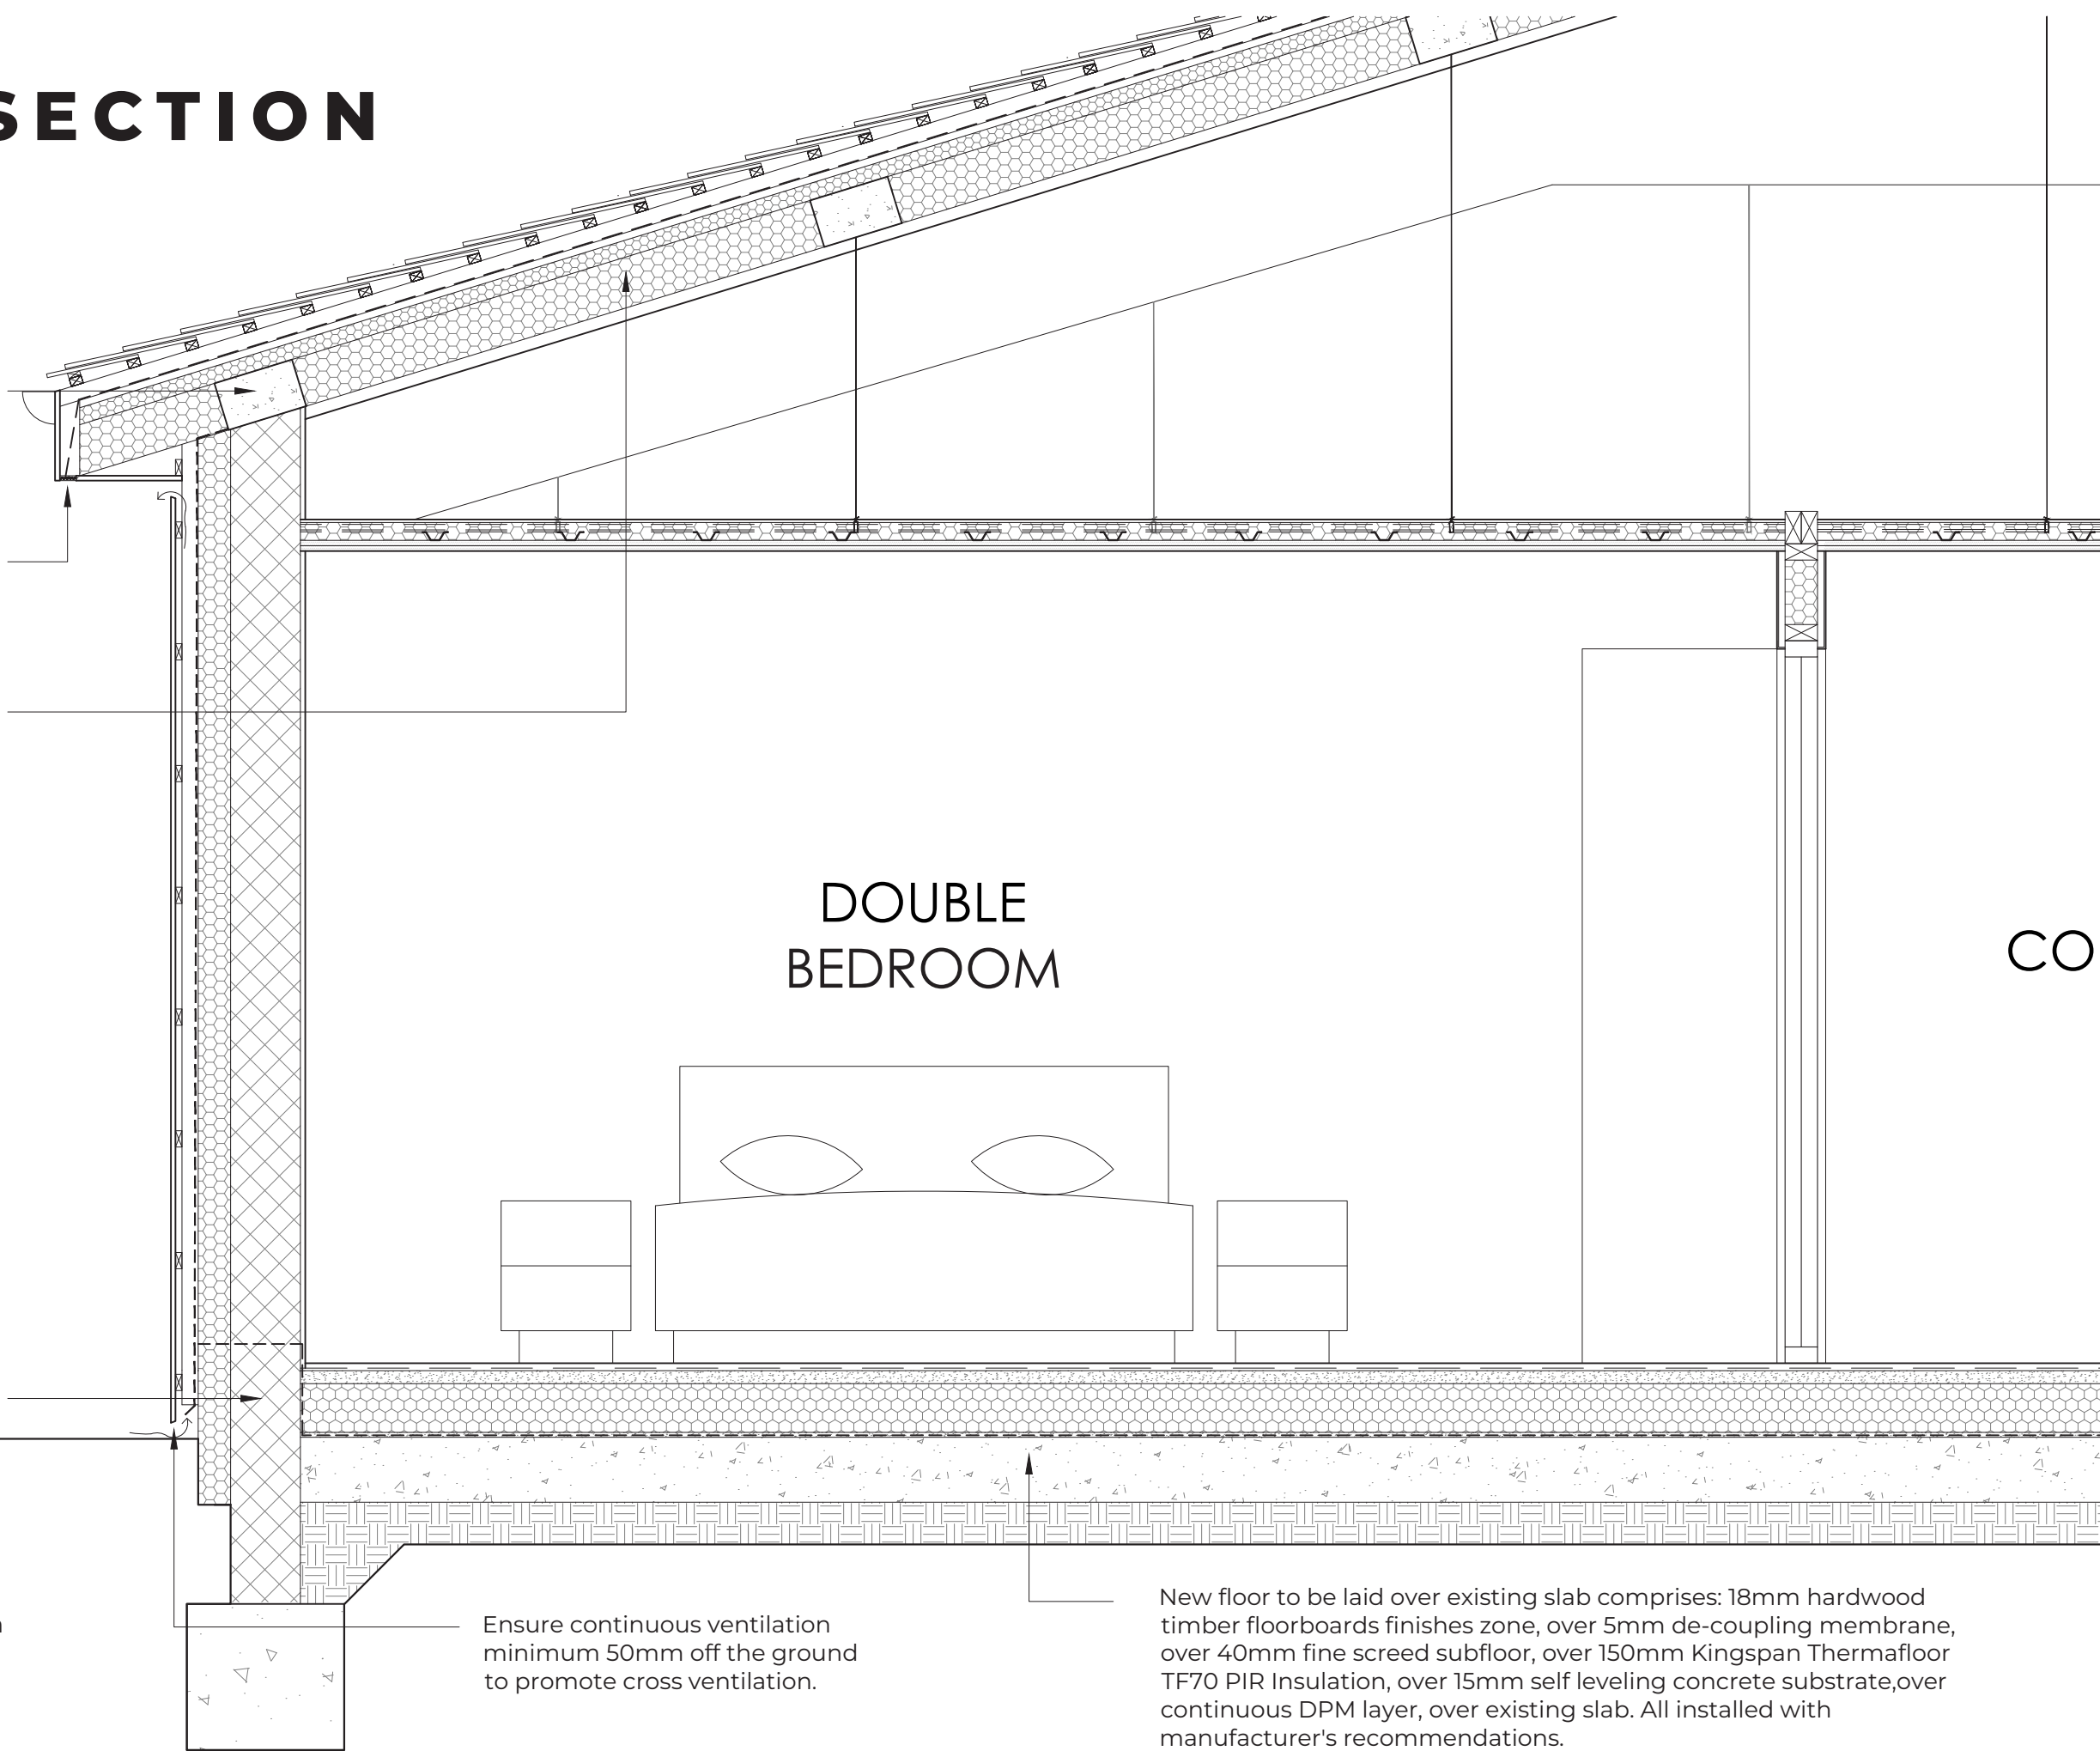 SECTION
DOUBLE
BEDROOM
CO
Ensure continuous ventilation
minimum 50mm off the ground
to promote cross ventilation.
New floor to be laid over existing slab comprises: 18mm hardwood
timber floorboards finishes zone, over 5mm de-coupling membrane,
over 40mm fine screed subfloor, over 150mm Kingspan Thermafloor
TF70 PIR Insulation, over 15mm self leveling concrete substrate,over
continuous DPM layer, over existing slab. All installed with
manufacturer's recommendations.